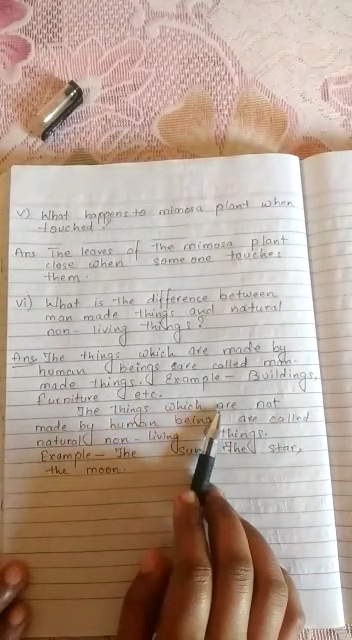 v) What happens to mimosa plant when
touched?
Ans. The leaves of the mimosa plant
close when some one touches
them.
vi) What is the difference between
man made things and natural
non-living things?
Ans. The things which are made by
human beings are called man-
made things. Example - Buildings,
furniture etc.
The things which are not
made by human being are called
natural non-living things.
Example - The sun, The star,
the moon.